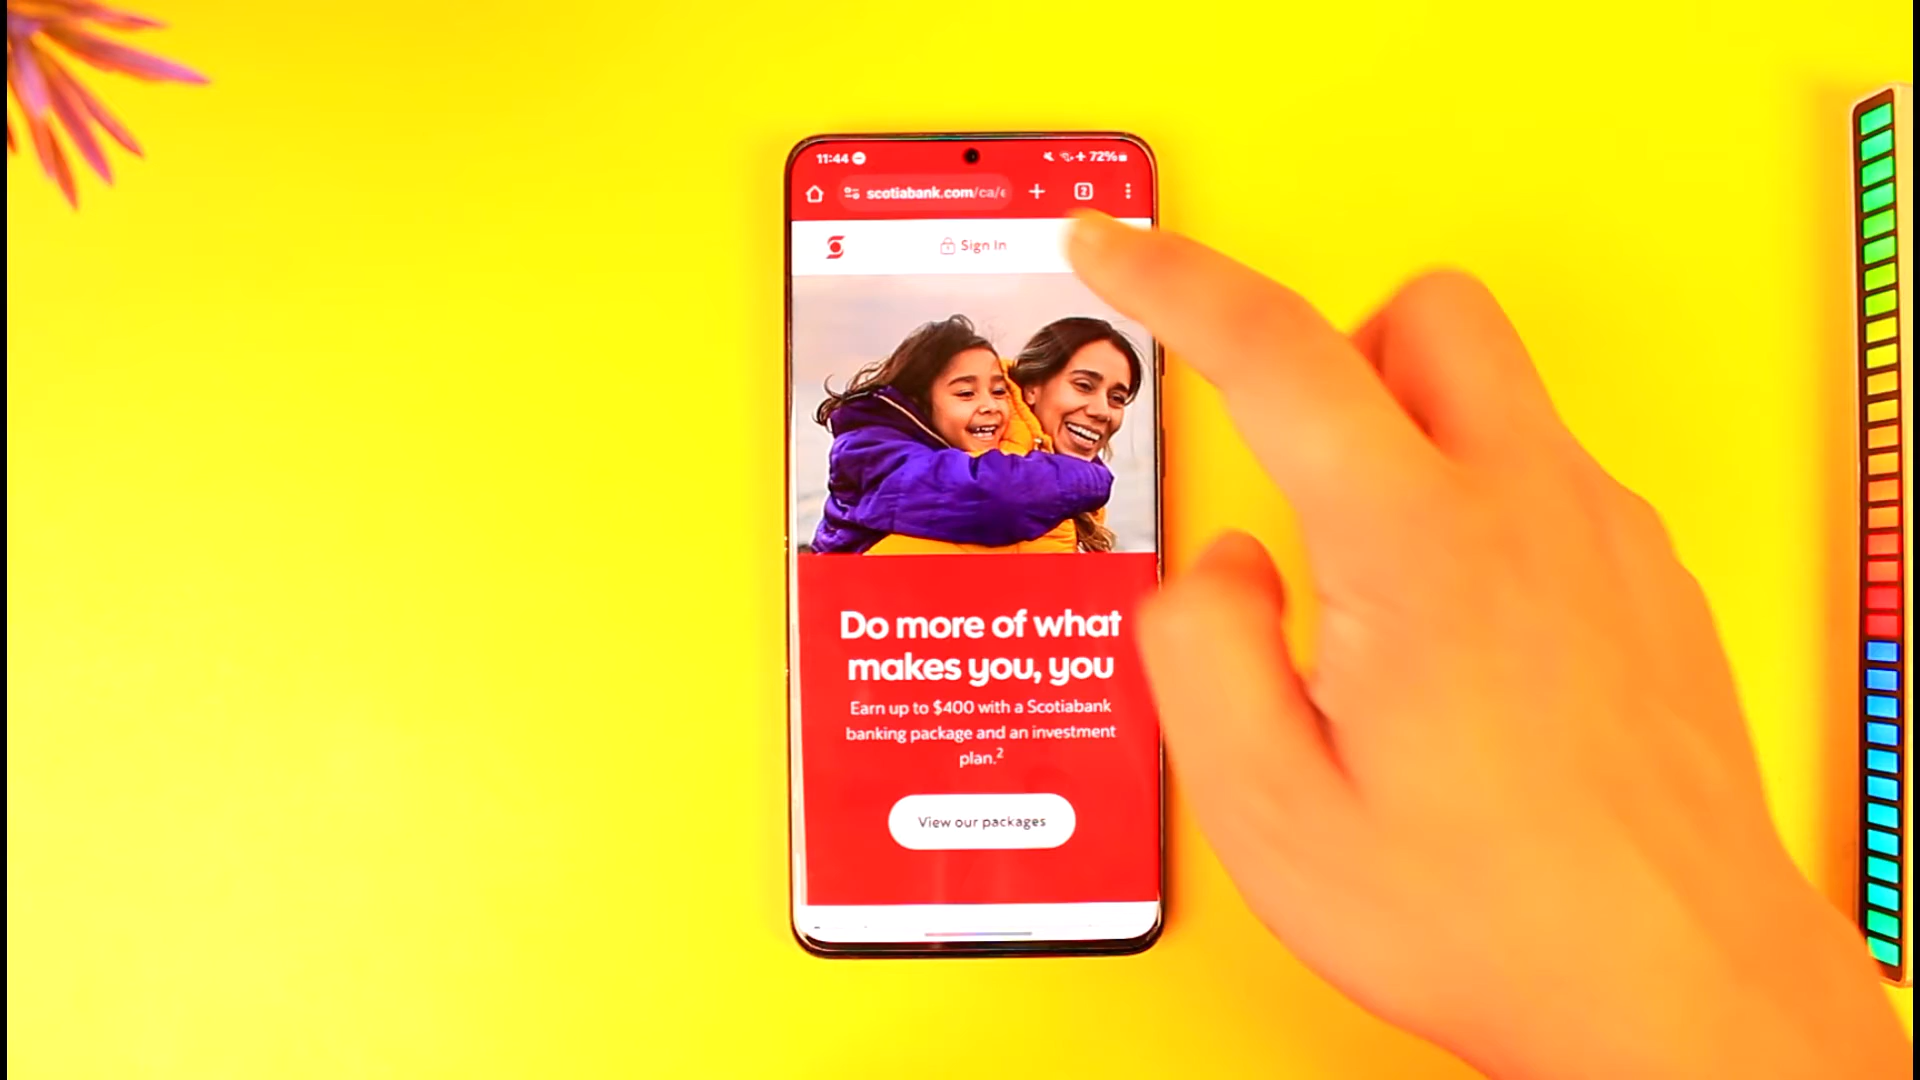 11:44
72%
scotiabank.com/ca/e
2
Sign In
Do more of what
makes you, you
Earn up to $400 with a Scotiabank
banking package and an investment
plan.²
View our packages